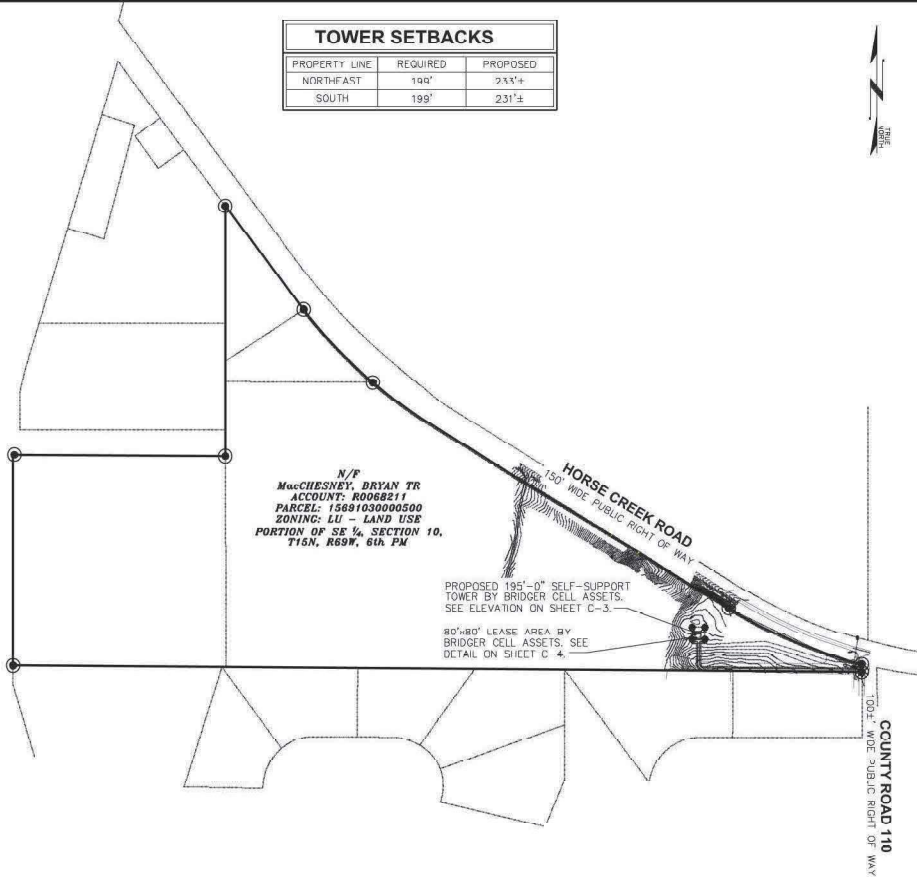 TOWER SETBACKS
PROPERTY LINE REQUIRED PROPOSED
NORTHEAST 199' 233'±
SOUTH 199' 231'±
TRUE NORTH
N/F
MacCHESNEY, BRYAN TR
ACCOUNT: R0068211
PARCEL: 15691030000500
ZONING: LU - LAND USE
PORTION OF SE ¼, SECTION 10,
T15N, R69W, 6th PM
HORSE CREEK ROAD
150' WIDE PUBLIC RIGHT OF WAY
PROPOSED 195'-0" SELF-SUPPORT
TOWER BY BRIDGER CELL ASSETS.
SEE ELEVATION ON SHEET C-3.
80'x80' LEASE AREA BY
BRIDGER CELL ASSETS. SEE
DETAIL ON SHEET C 4.
COUNTY ROAD 110
100±' WIDE PUBLIC RIGHT OF WAY